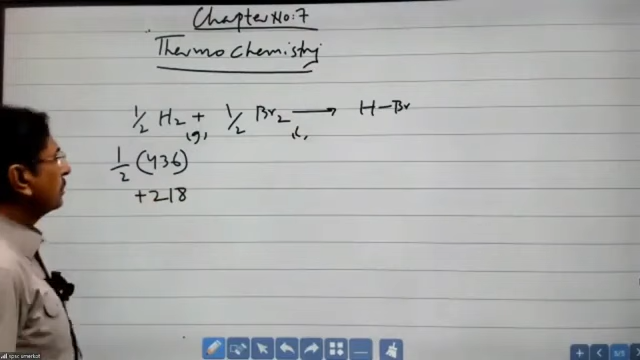 Chapter No: 7
Thermochemistry
1/2 H2 + 1/2 Br2 ⟶ H–Br
(g) (l)
1/2 (436)
+218